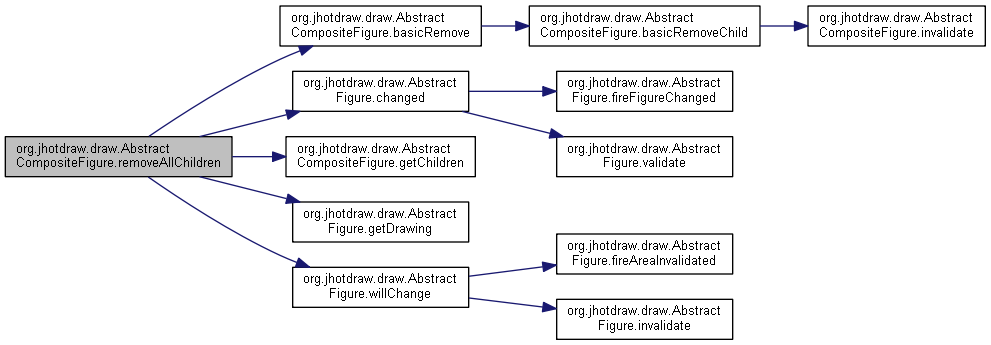 org.jhotdraw.draw.Abstract
CompositeFigure.removeAllChildren
org.jhotdraw.draw.Abstract
CompositeFigure.basicRemove
org.jhotdraw.draw.Abstract
CompositeFigure.basicRemoveChild
org.jhotdraw.draw.Abstract
CompositeFigure.invalidate
org.jhotdraw.draw.Abstract
Figure.changed
org.jhotdraw.draw.Abstract
Figure.fireFigureChanged
org.jhotdraw.draw.Abstract
Figure.validate
org.jhotdraw.draw.Abstract
CompositeFigure.getChildren
org.jhotdraw.draw.Abstract
Figure.getDrawing
org.jhotdraw.draw.Abstract
Figure.willChange
org.jhotdraw.draw.Abstract
Figure.fireAreaInvalidated
org.jhotdraw.draw.Abstract
Figure.invalidate